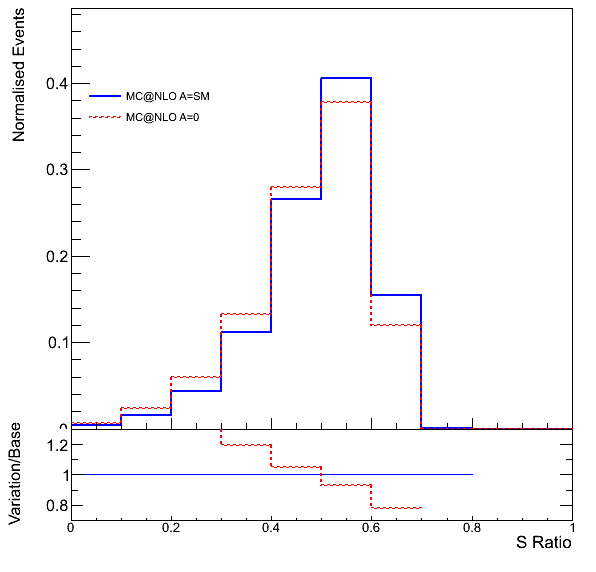 Normalised Events
0.4
0.3
0.2
0.1
0
MC@NLO A=SM
MC@NLO A=0
Variation/Base
1.2
1
0.8
0 0.2 0.4 0.6 0.8 1
S Ratio